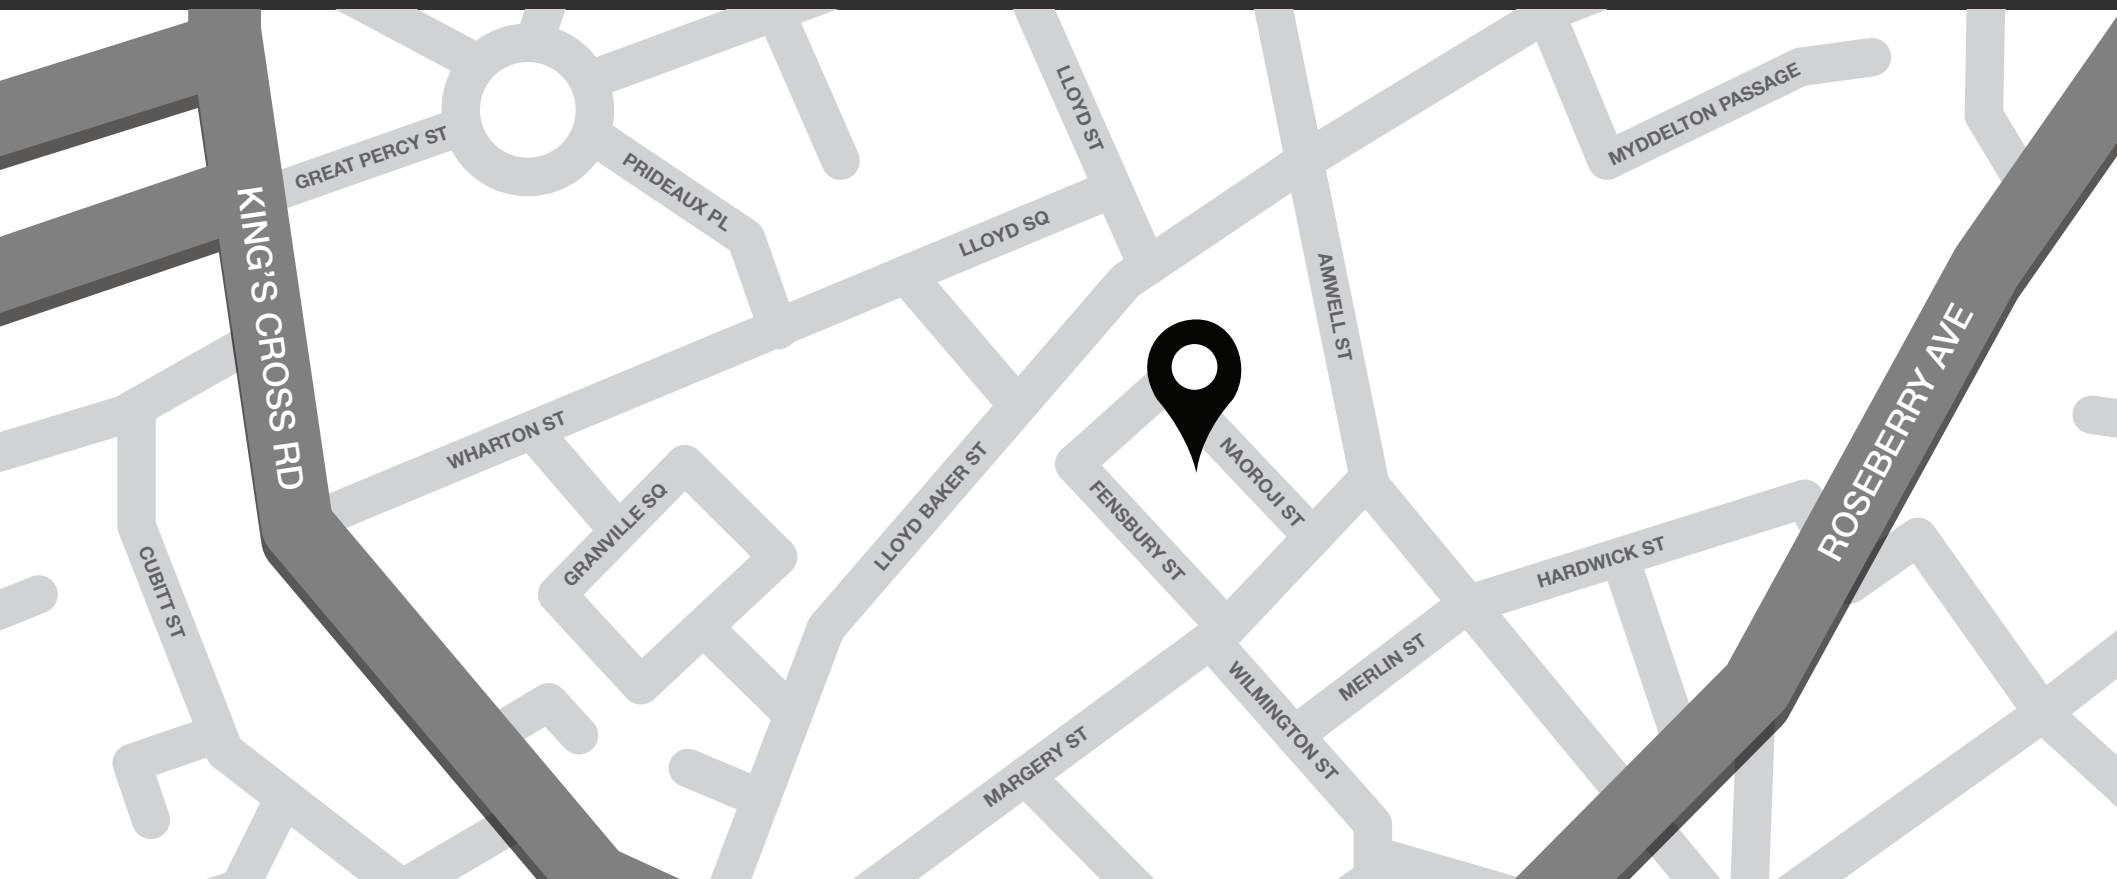 LLOYD ST
MYDDELTON PASSAGE
GREAT PERCY ST
PRIDEAUX PL
KING'S CROSS RD
LLOYD SQ
AMWELL ST
ROSEBERRY AVE
WHARTON ST
NAOROJI ST
GRANVILLE SQ
LLOYD BAKER ST
FENSBURY ST
HARDWICK ST
CUBITT ST
MERLIN ST
WILMINGTON ST
MARGERY ST